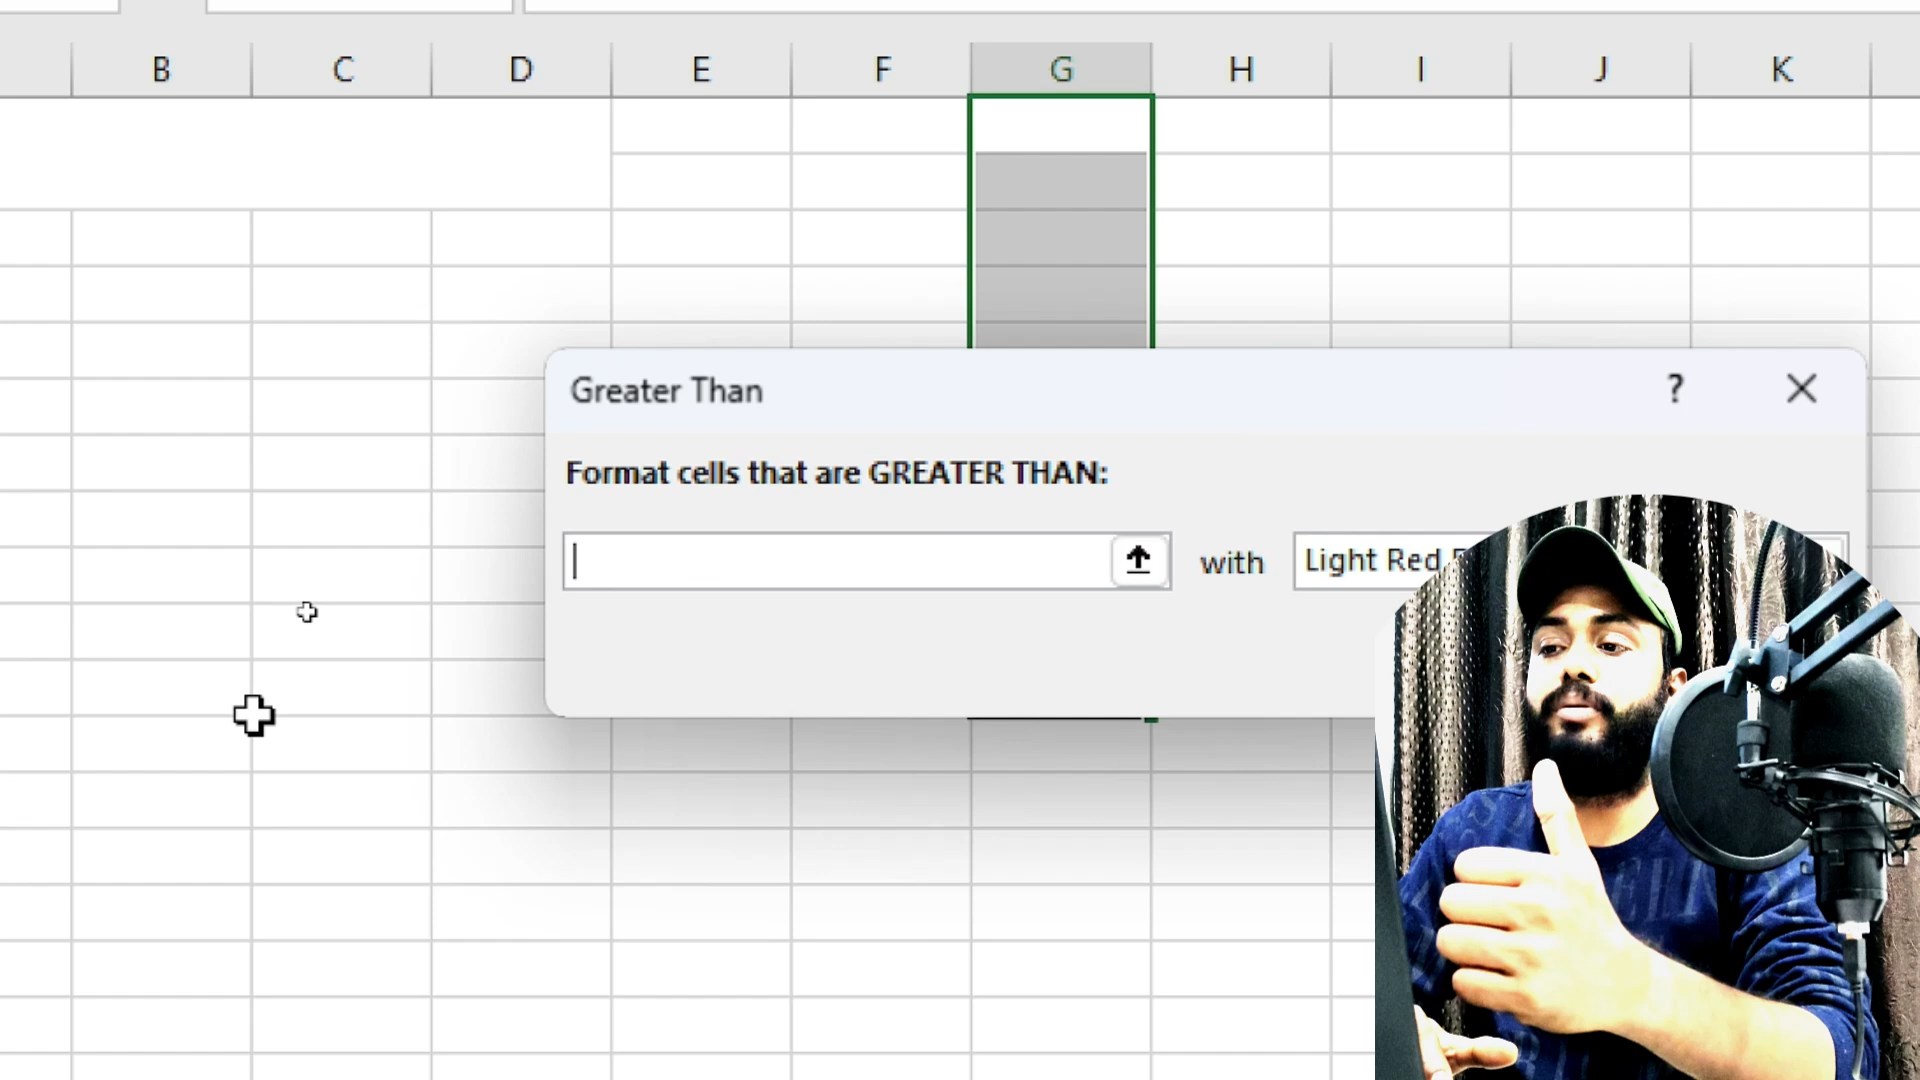 B C D E F G H I J K
Greater Than ?
Format cells that are GREATER THAN:
with Light Red